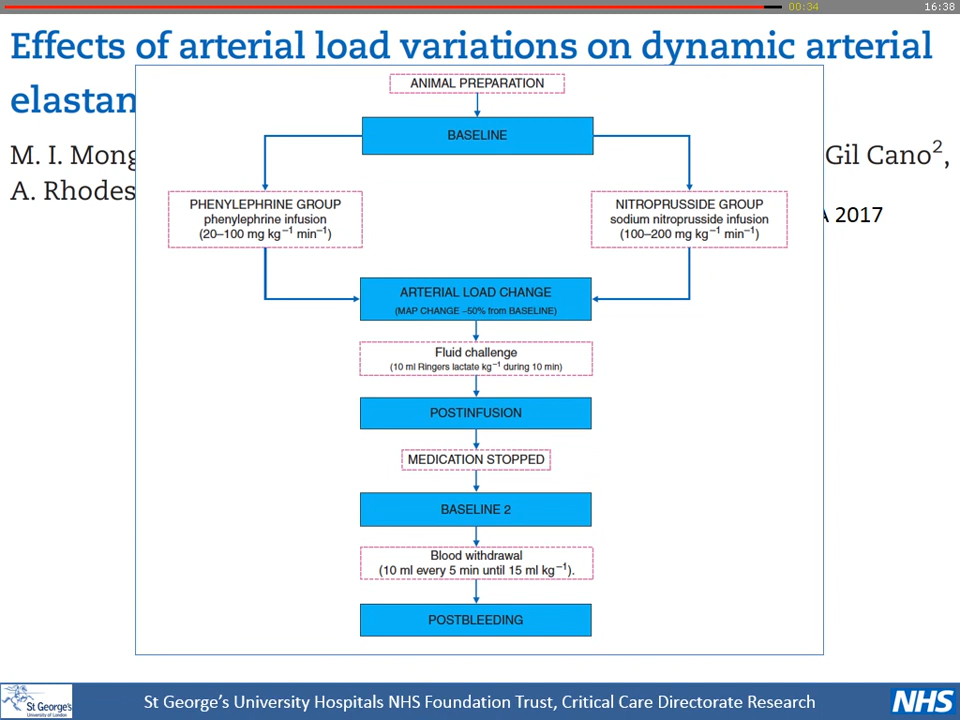 00:34
16:38
Effects of arterial load variations on dynamic arterial
elastan
M. I. Mong
Gil Cano²,
A. Rhodes
A 2017
ANIMAL PREPARATION
BASELINE
PHENYLEPHRINE GROUP
phenylephrine infusion
(20–100 mg kg⁻¹ min⁻¹)
NITROPRUSSIDE GROUP
sodium nitroprusside infusion
(100–200 mg kg⁻¹ min⁻¹)
ARTERIAL LOAD CHANGE
(MAP CHANGE ~50% from BASELINE)
Fluid challenge
(10 ml Ringers lactate kg⁻¹ during 10 min)
POSTINFUSION
MEDICATION STOPPED
BASELINE 2
Blood withdrawal
(10 ml every 5 min until 15 ml kg⁻¹).
POSTBLEEDING
St George's
University of London
St George's University Hospitals NHS Foundation Trust, Critical Care Directorate Research
NHS